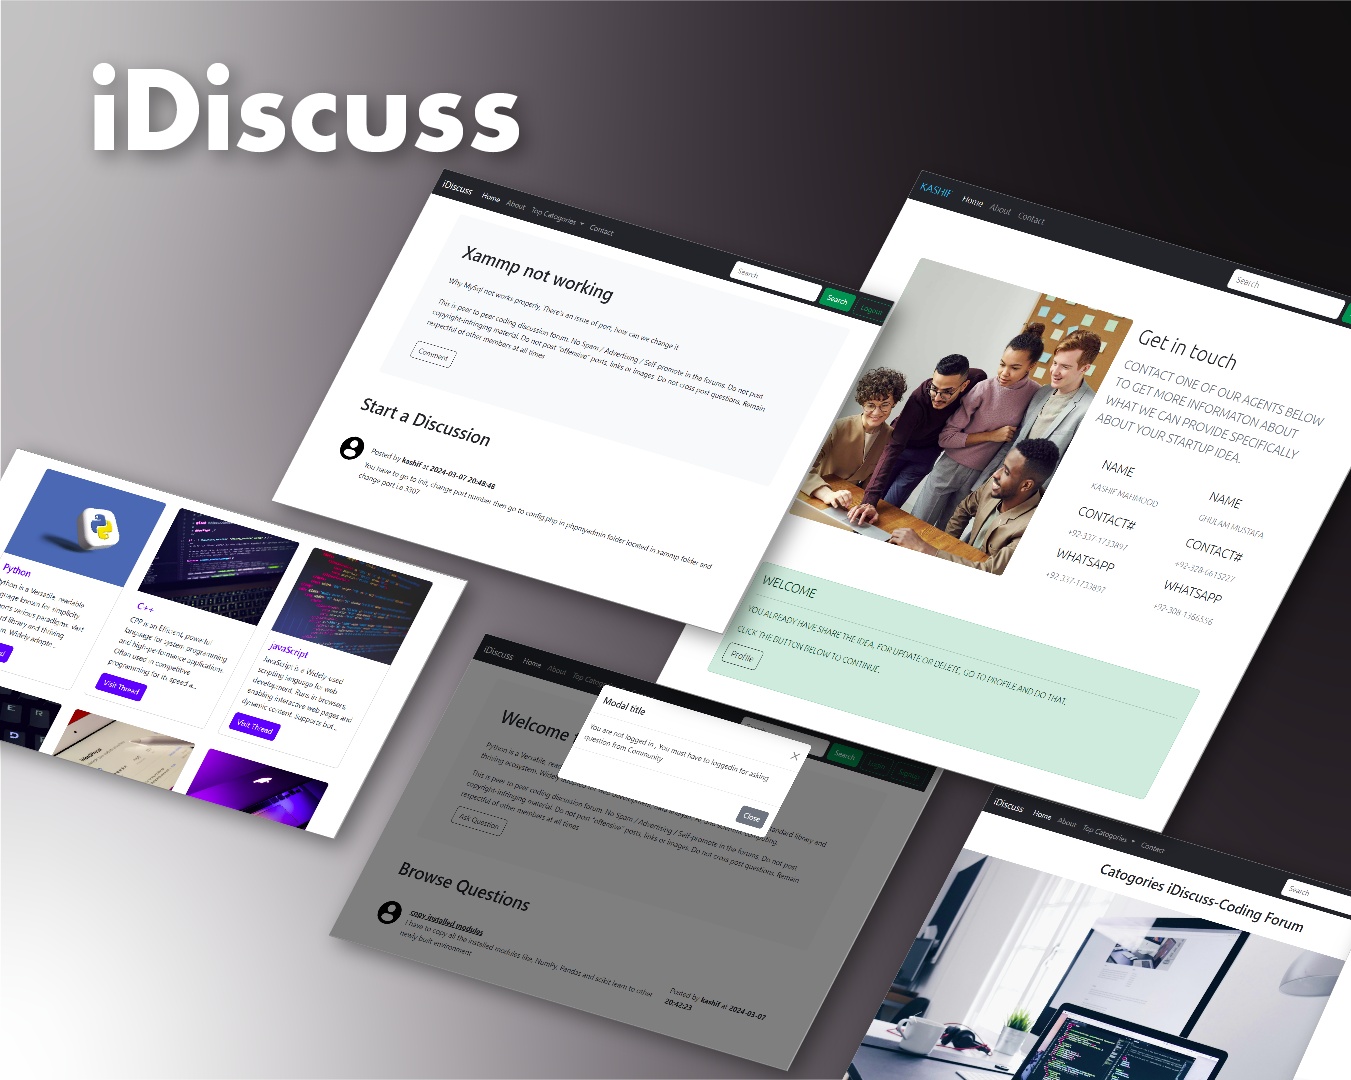 iDiscuss
iDiscuss Home About Top Catogories Contact
Search Search Logout
Xammp not working
Why MySql not works properly, There's an issue of port, how can we change it
This is peer to peer coding discussion forum. No Spam / Advertising / Self-promote in the forums. Do not post
copyright-infringing material. Do not post "offensive" posts, links or images. Do not cross post questions. Remain
respectful of other members at all times
Comment
Start a Discussion
Posted by kashif at 2024-03-07 20:48:48
You have to go to init, change port number. then go to config.php in phpmyadmin folder located in xammp folder and
change port i.e 3307
KASHIF Home About Contact
Search
Get in touch
CONTACT ONE OF OUR AGENTS BELOW
TO GET MORE INFORMATON ABOUT
WHAT WE CAN PROVIDE SPECIFICALLY
ABOUT YOUR STARTUP IDEA.
NAME
KASHIF MAHMOOD
CONTACT#
+92-337-1733897
WHATSAPP
+92-337-1733897
NAME
GHULAM MUSTAFA
CONTACT#
+92-328-6615227
WHATSAPP
+92-308-1366556
WELCOME
YOU ALREADY HAVE SHARE THE IDEA, FOR UPDATE OR DELETE, GO TO PROFILE AND DO THAT.
CLICK THE BUTTON BELOW TO CONTINUE.
Profile
Python
Python is a Versatile, readable
language known for simplicity.
various paradigms. Vast
library and thriving
Widely adopte...
C++
CPP is an Efficient, powerful
language for system programming
and high-performance applications.
Often used in competitive
programming for its speed a...
Visit Thread
JavaScript
JavaScript is a Widely-used
scripting language for web
development. Runs in browsers,
enabling interactive web pages and
dynamic content. Supports but...
Visit Thread
iDiscuss Home About Top Catogories
Search Login Signup
Welcome
Python is a Versatile, readable
thriving ecosystem. Widely
standard library and
This is peer to peer coding discussion forum. No Spam / Advertising / Self-promote in the forums. Do not post
copyright-infringing material. Do not post "offensive" posts, links or images. Do not cross post questions. Remain
respectful of other members at all times
Ask Question
Modal title
You are not logged in , You must have to loggedin for asking
question from Community
Close
Browse Questions
copy installed modules
I have to copy all the installed modules like, NumPy, Pandas and scikit learn to other
newly built environment
Posted by kashif at 2024-03-07
20:42:23
iDiscuss Home About Top Catogories Contact
Search
Catogories iDiscuss-Coding Forum